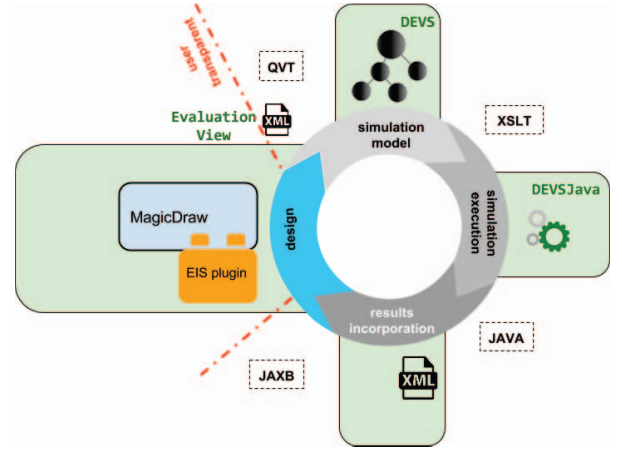 DEVS
user
transparent
QVT
Evaluation
View
XML
simulation
model
XSLT
DEVSJava
simulation
execution
MagicDraw
design
EIS plugin
results
incorporation
JAVA
JAXB
XML